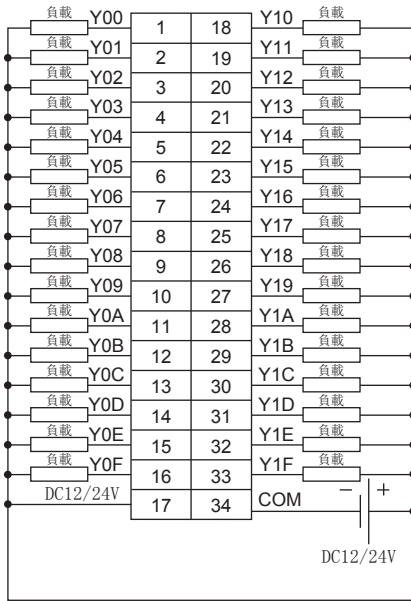 負載 Y00 1 18 Y10 負載
負載 Y01 2 19 Y11 負載
負載 Y02 3 20 Y12 負載
負載 Y03 4 21 Y13 負載
負載 Y04 5 22 Y14 負載
負載 Y05 6 23 Y15 負載
負載 Y06 7 24 Y16 負載
負載 Y07 8 25 Y17 負載
負載 Y08 9 26 Y18 負載
負載 Y09 10 27 Y19 負載
負載 Y0A 11 28 Y1A 負載
負載 Y0B 12 29 Y1B 負載
負載 Y0C 13 30 Y1C 負載
負載 Y0D 14 31 Y1D 負載
負載 Y0E 15 32 Y1E 負載
負載 Y0F 16 33 Y1F 負載
DC12/24V 17 34 COM − +
DC12/24V